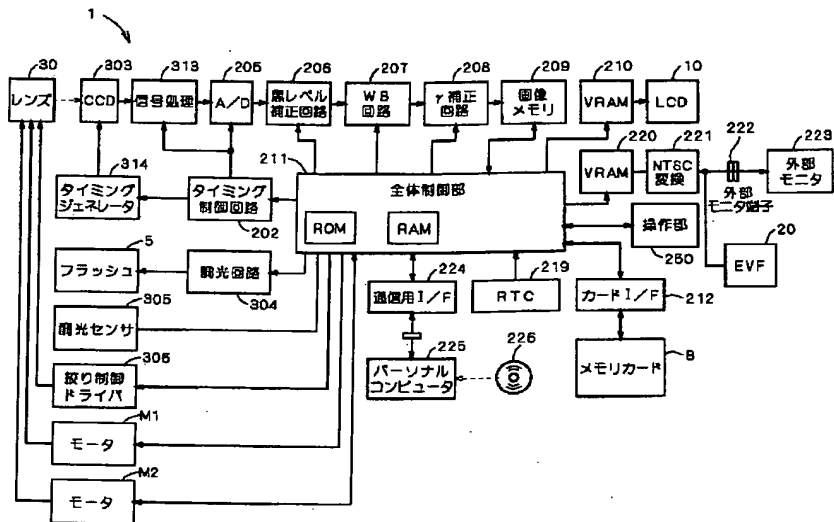 1
30
303
313
205
206
207
208
209
210
10
レンズ
CCD
信号処理
A/D
黒レベル
補正回路
WB
回路
γ補正
回路
画像
メモリ
VRAM
LCD
314
211
220
221
222
223
タイミング
ジェネレータ
タイミング
制御回路
202
全体制御部
ROM
RAM
VRAM
NTSC
変換
外部
モニタ端子
外部
モニタ
5
フラッシュ
調光回路
304
305
調光センサ
224
通信用I/F
219
RTC
操作部
250
20
EVF
カードI/F
212
306
絞り制御
ドライバ
225
パーソナル
コンピュータ
226
8
メモリカード
M1
モータ
M2
モータ